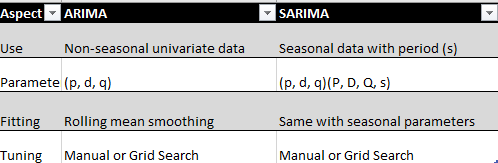 Aspect ARIMA SARIMA
Use Non-seasonal univariate data Seasonal data with period (s)
Paramete (p, d, q) (p, d, q)(P, D, Q, s)
Fitting Rolling mean smoothing Same with seasonal parameters
Tuning Manual or Grid Search Manual or Grid Search